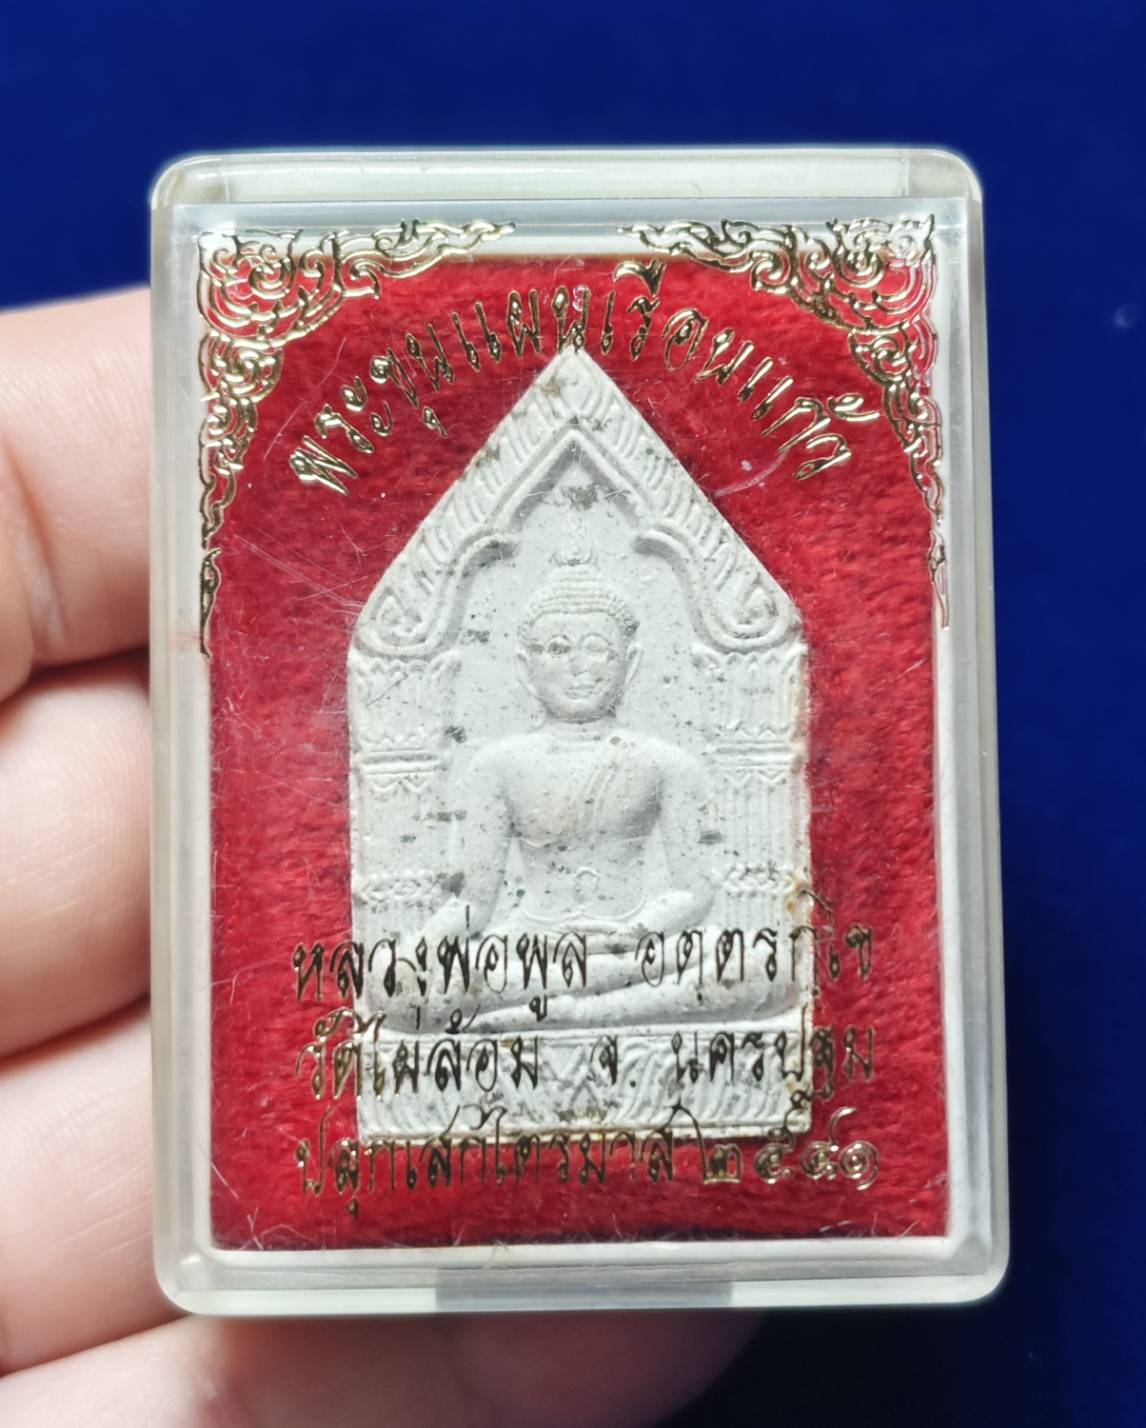 พระขุนแผนเรือนแก้ว
หลวงพ่อพูล อตฺตรกฺโข
วัดไผ่ล้อม จ. นครปฐม
ปลุกเสกไตรมาส ๒๕๔๑